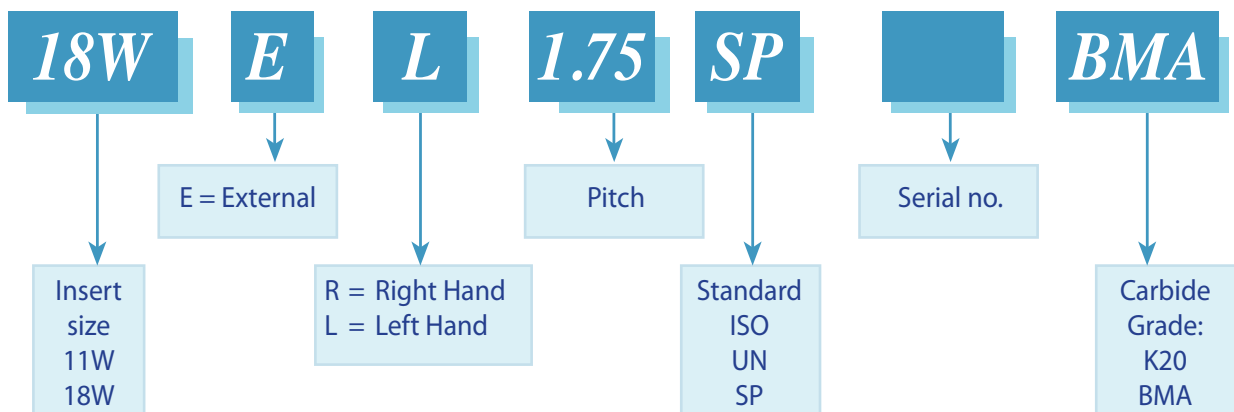 18W E L 1.75 SP BMA
E = External
Pitch
Serial no.
Insert
size
11W
18W
R = Right Hand
L = Left Hand
Standard
ISO
UN
SP
Carbide
Grade:
K20
BMA